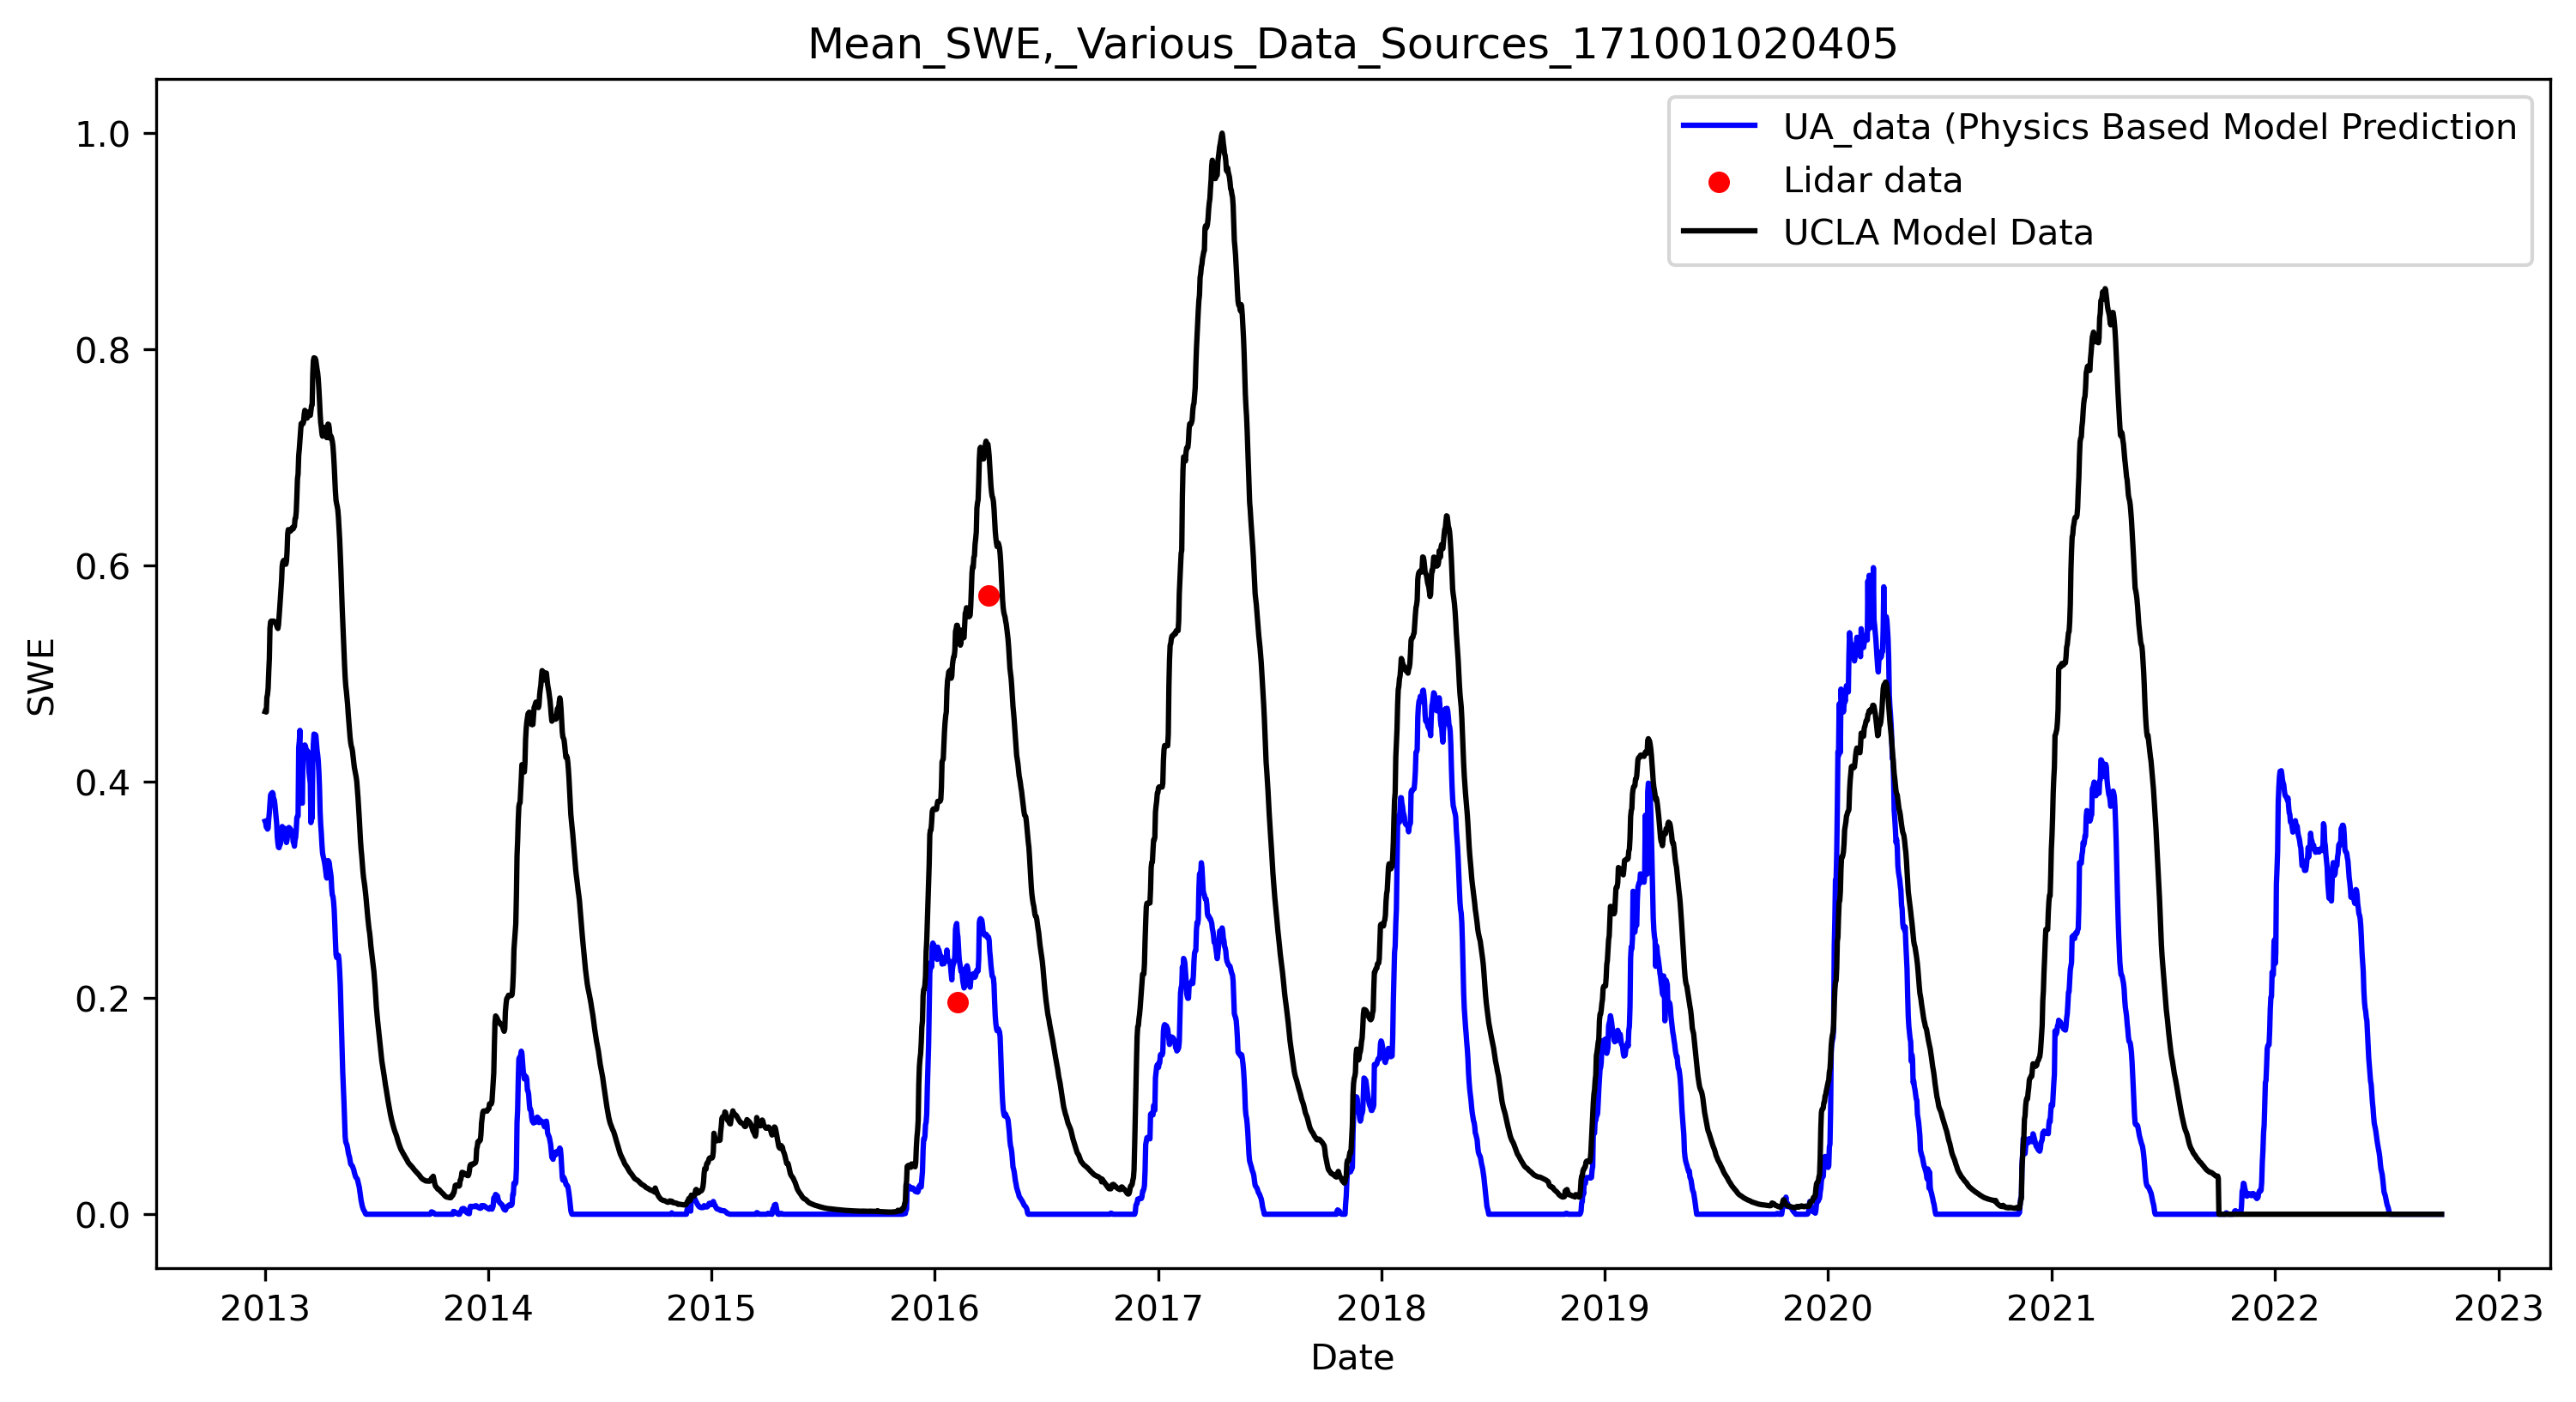 Mean_SWE,_Various_Data_Sources_171001020405
UA_data (Physics Based Model Prediction
Lidar data
UCLA Model Data
SWE
1.0
0.8
0.6
0.4
0.2
0.0
2013 2014 2015 2016 2017 2018 2019 2020 2021 2022 2023
Date